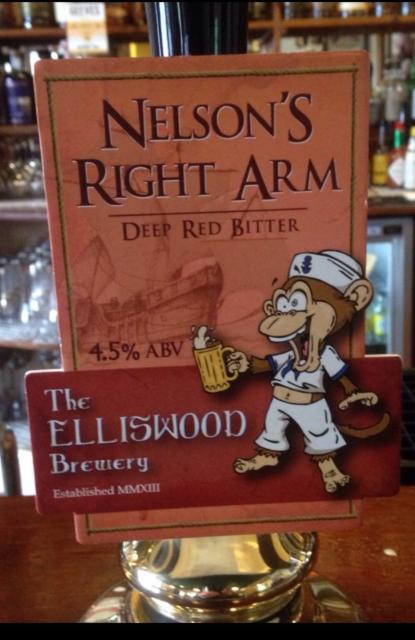 NELSON'S
RIGHT ARM
DEEP RED BITTER
4.5% ABV
The
ELLISWOOD
Brewery
Established MMXIII